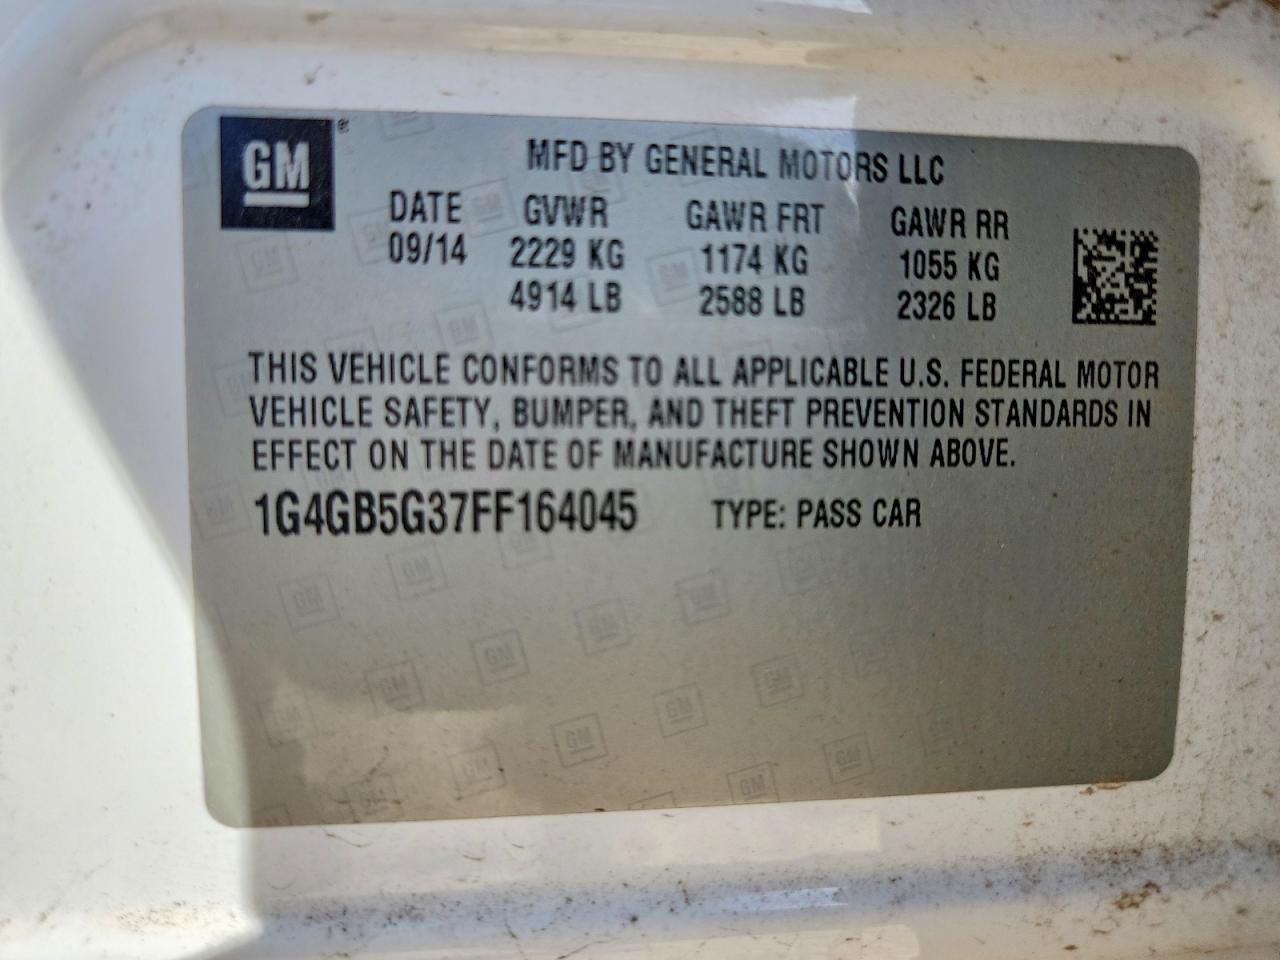 GM
MFD BY GENERAL MOTORS LLC
DATE GVWR GAWR FRT GAWR RR
09/14 2229 KG 1174 KG 1055 KG
4914 LB 2588 LB 2326 LB
THIS VEHICLE CONFORMS TO ALL APPLICABLE U.S. FEDERAL MOTOR
VEHICLE SAFETY, BUMPER, AND THEFT PREVENTION STANDARDS IN
EFFECT ON THE DATE OF MANUFACTURE SHOWN ABOVE.
1G4GB5G37FF164045 TYPE: PASS CAR